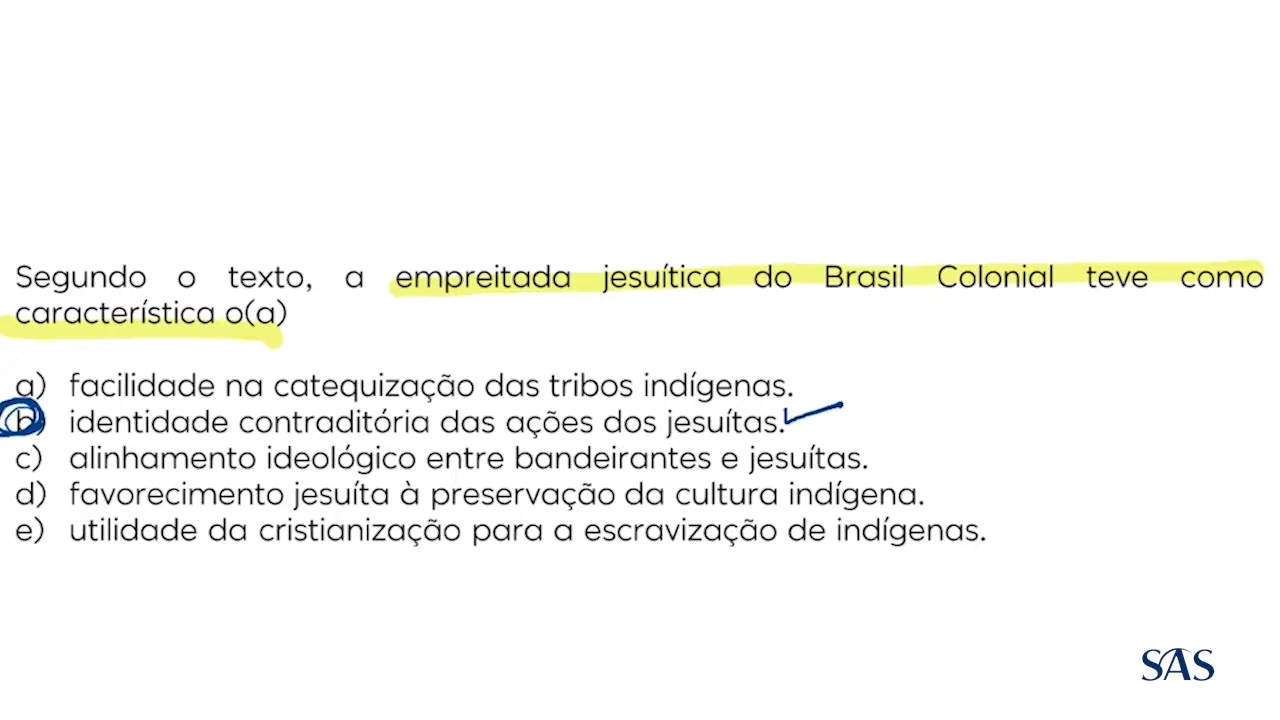 Segundo o texto, a empreitada jesuítica do Brasil Colonial teve como
característica o(a)
a) facilidade na catequização das tribos indígenas.
b) identidade contraditória das ações dos jesuítas.
c) alinhamento ideológico entre bandeirantes e jesuítas.
d) favorecimento jesuíta à preservação da cultura indígena.
e) utilidade da cristianização para a escravização de indígenas.
SAS